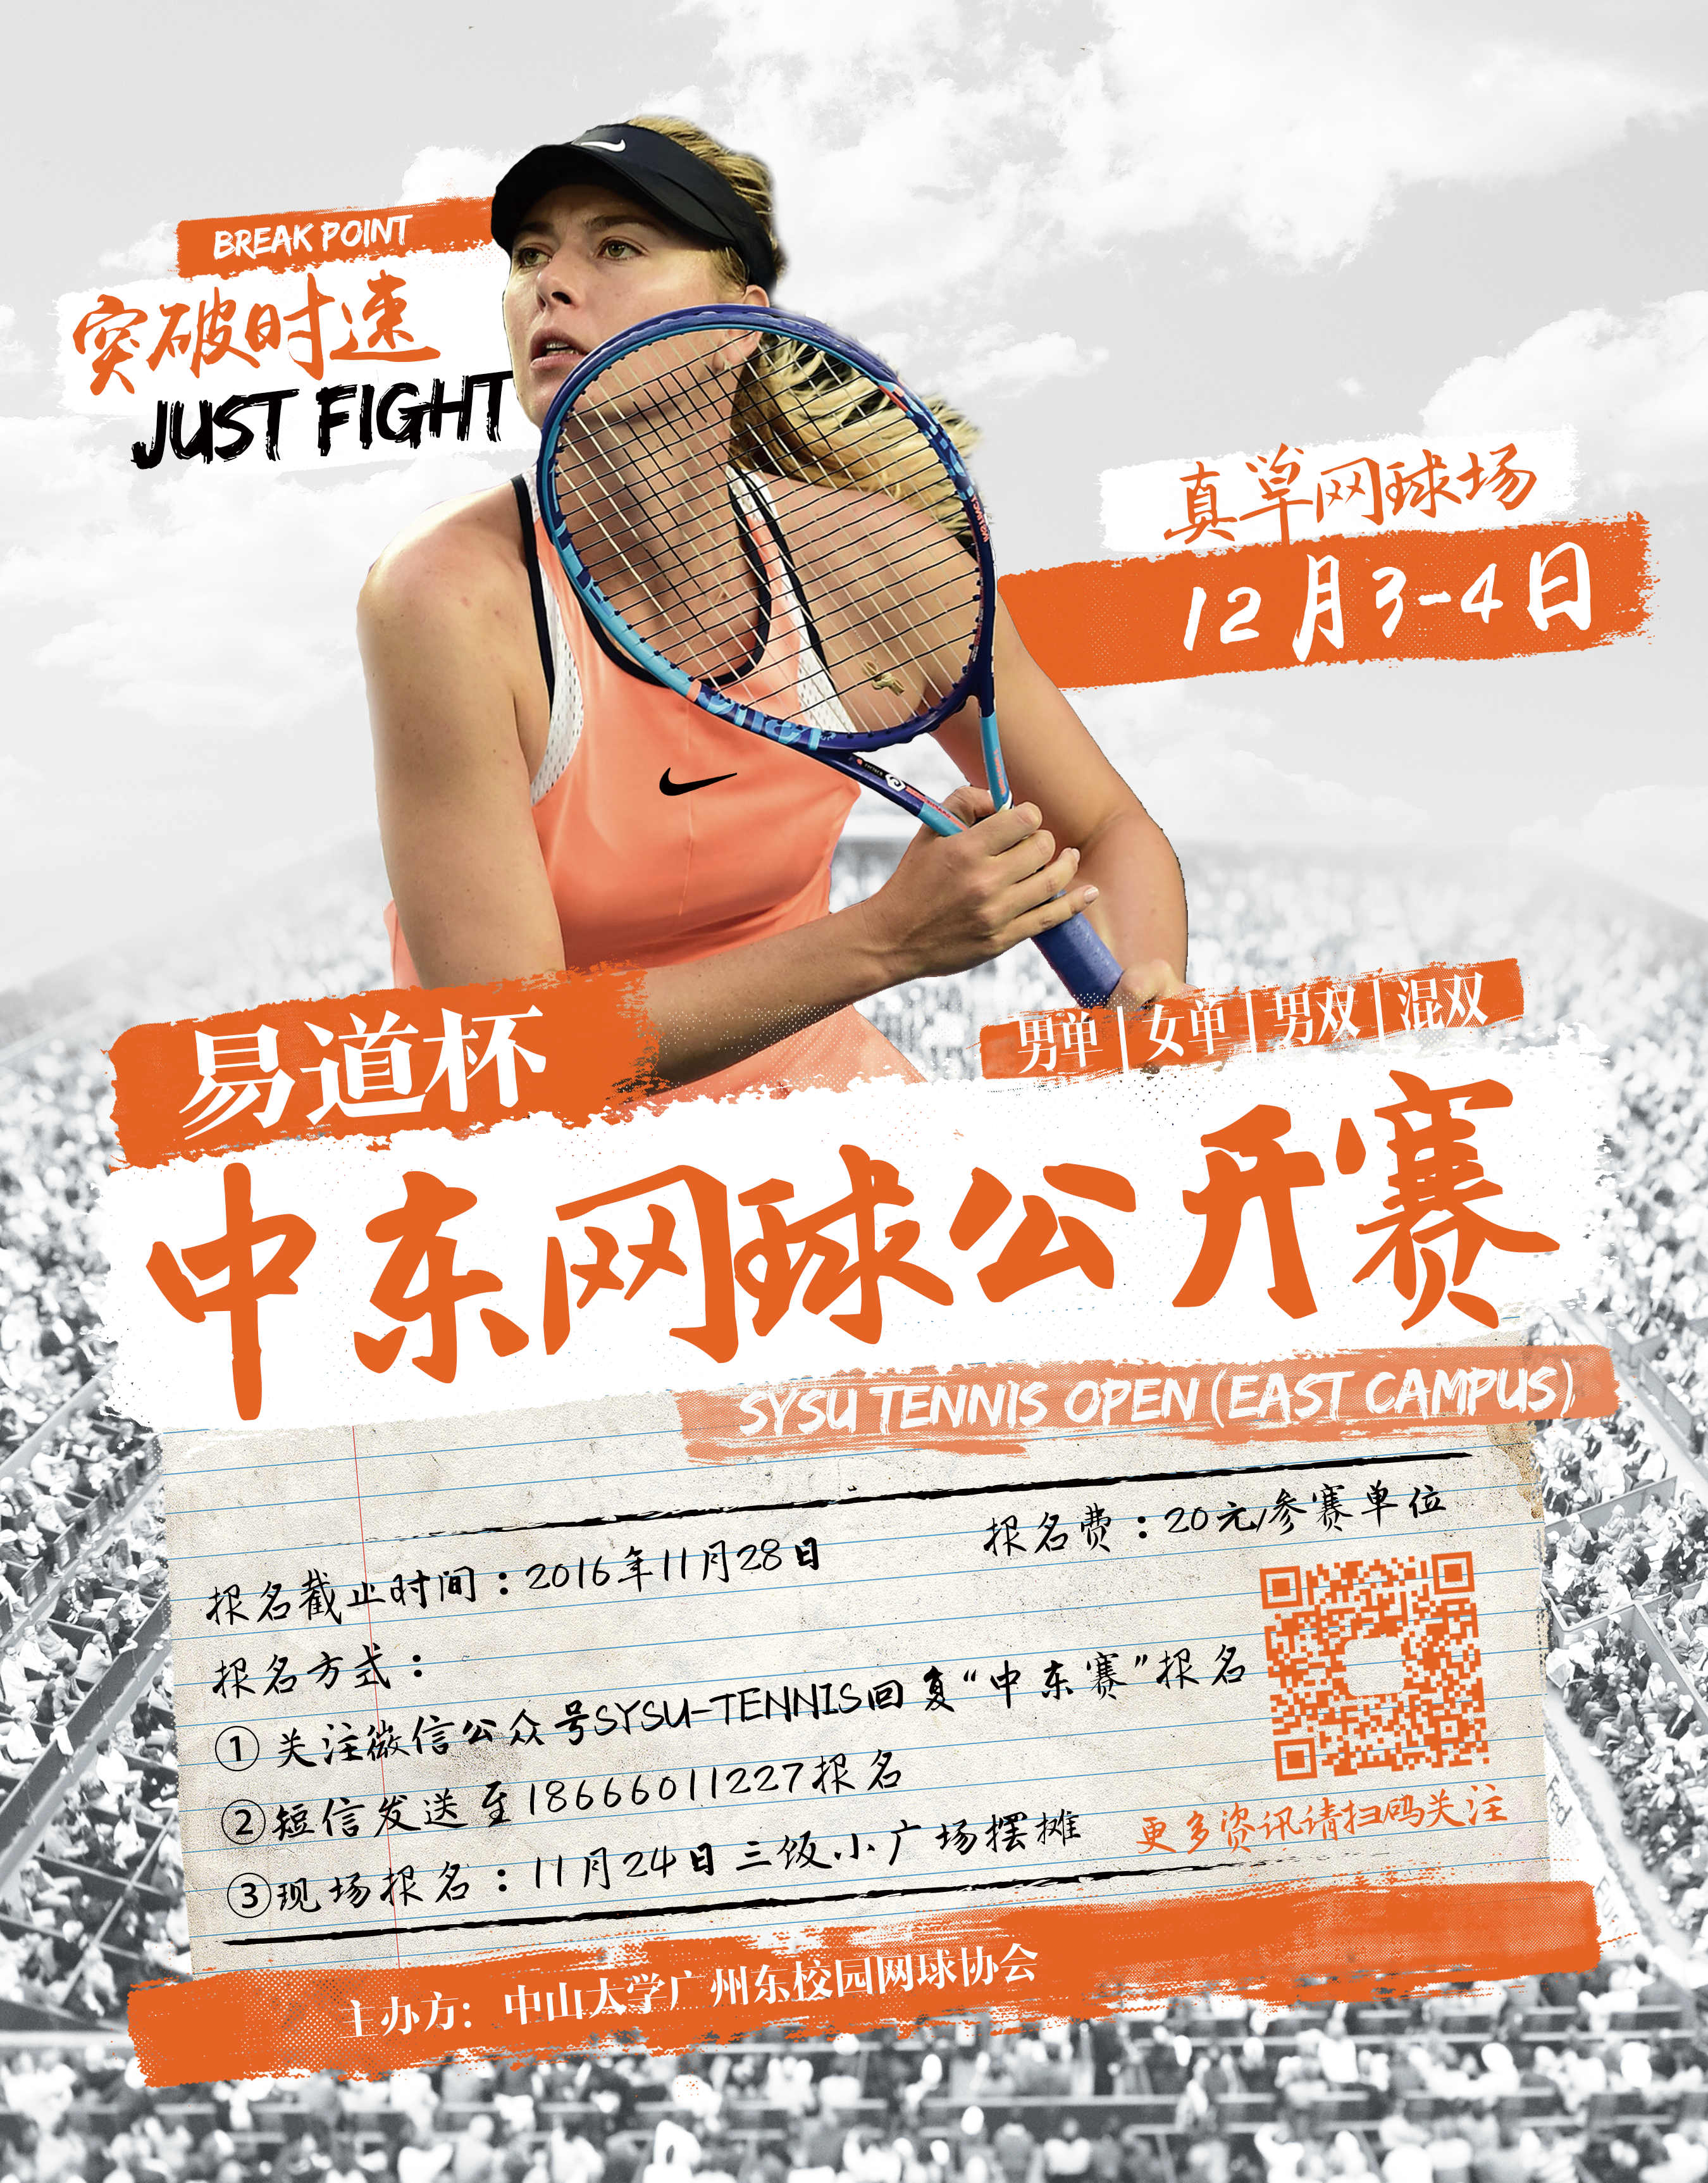 BREAK POINT
突破时速
JUST FIGHT
真草网球场
12月3-4日
易道杯
男单|女单|男双|混双
中东网球公开赛
SYSU TENNIS OPEN (EAST CAMPUS)
报名截止时间：2016年11月28日
报名费：20元/参赛单位
报名方式：
①关注微信公众号SYSU-TENNIS回复“中东赛”报名
②短信发送至18666011227报名
③现场报名：11月24日三饭小广场摆摊
更多资讯请扫码关注
主办方：中山大学广州东校园网球协会